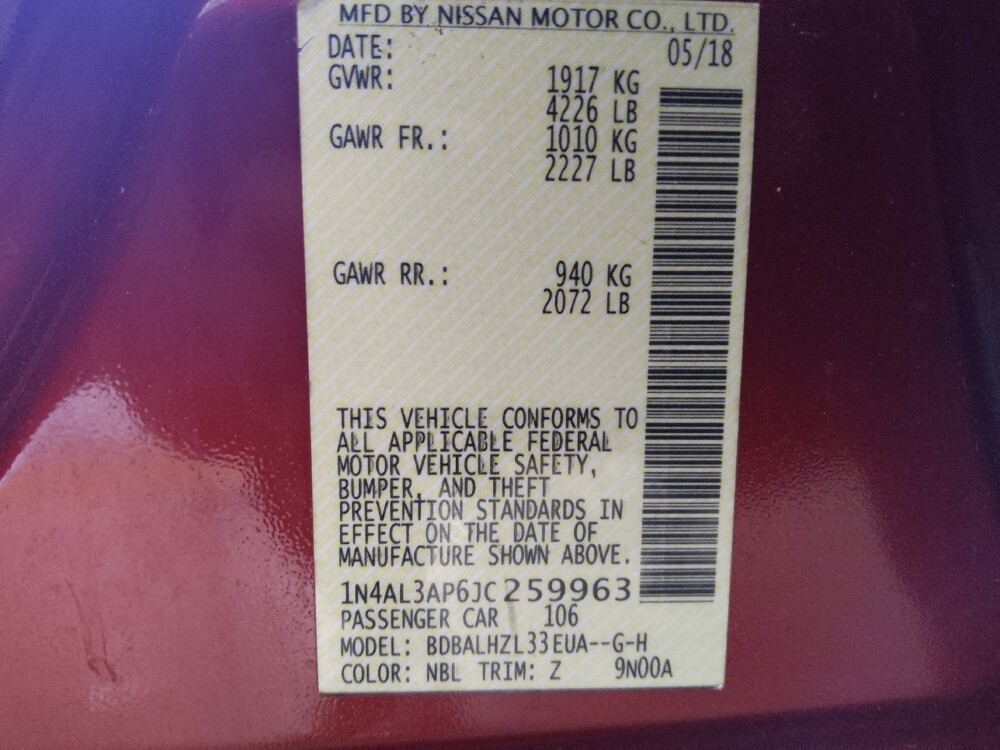 MFD BY NISSAN MOTOR CO., LTD.
DATE: 05/18
GVWR: 1917 KG
4226 LB
GAWR FR.: 1010 KG
2227 LB
GAWR RR.: 940 KG
2072 LB
THIS VEHICLE CONFORMS TO
ALL APPLICABLE FEDERAL
MOTOR VEHICLE SAFETY,
BUMPER, AND THEFT
PREVENTION STANDARDS IN
EFFECT ON THE DATE OF
MANUFACTURE SHOWN ABOVE.
1N4AL3AP6JC259963
PASSENGER CAR 106
MODEL: BDBALHZL33EUA--G-H
COLOR: NBL TRIM: Z 9N00A